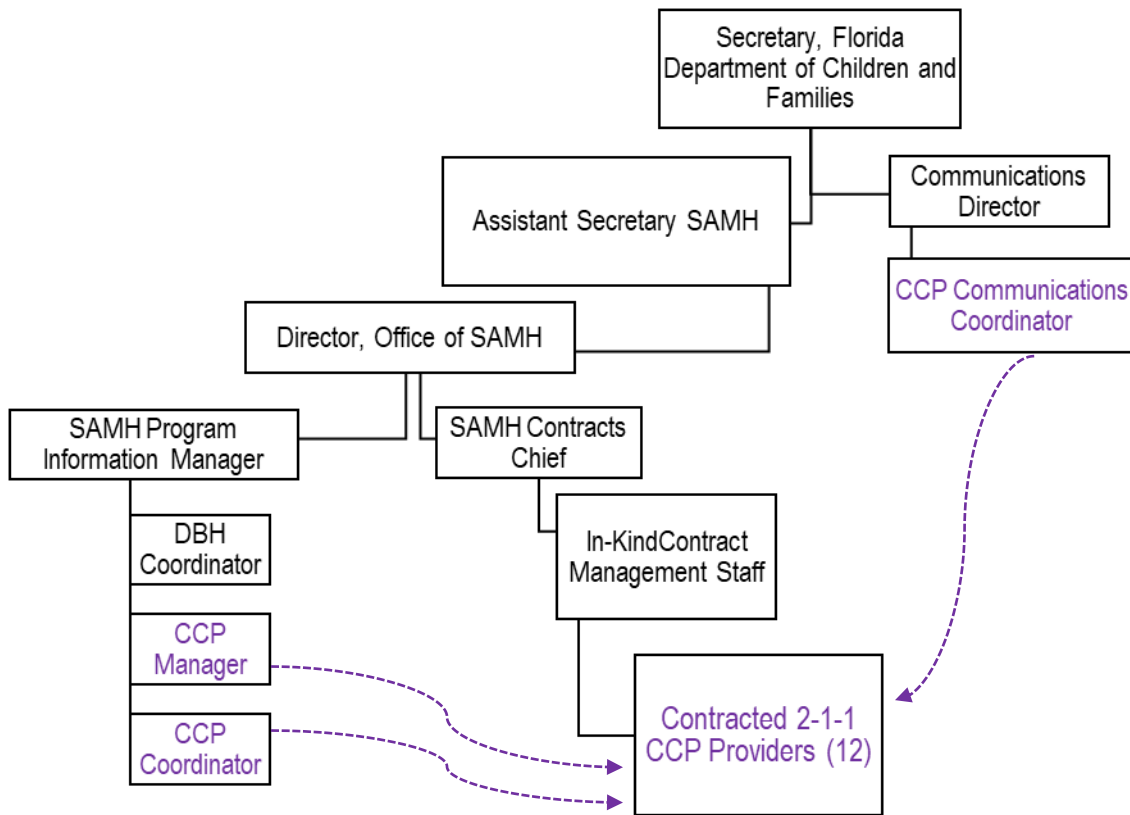 Secretary, Florida
Department of Children and
Families
Assistant Secretary SAMH
Communications
Director
CCP Communications
Coordinator
Director, Office of SAMH
SAMH Program
Information Manager
SAMH Contracts
Chief
DBH
Coordinator
In-KindContract
Management Staff
CCP
Manager
CCP
Coordinator
Contracted 2-1-1
CCP Providers (12)